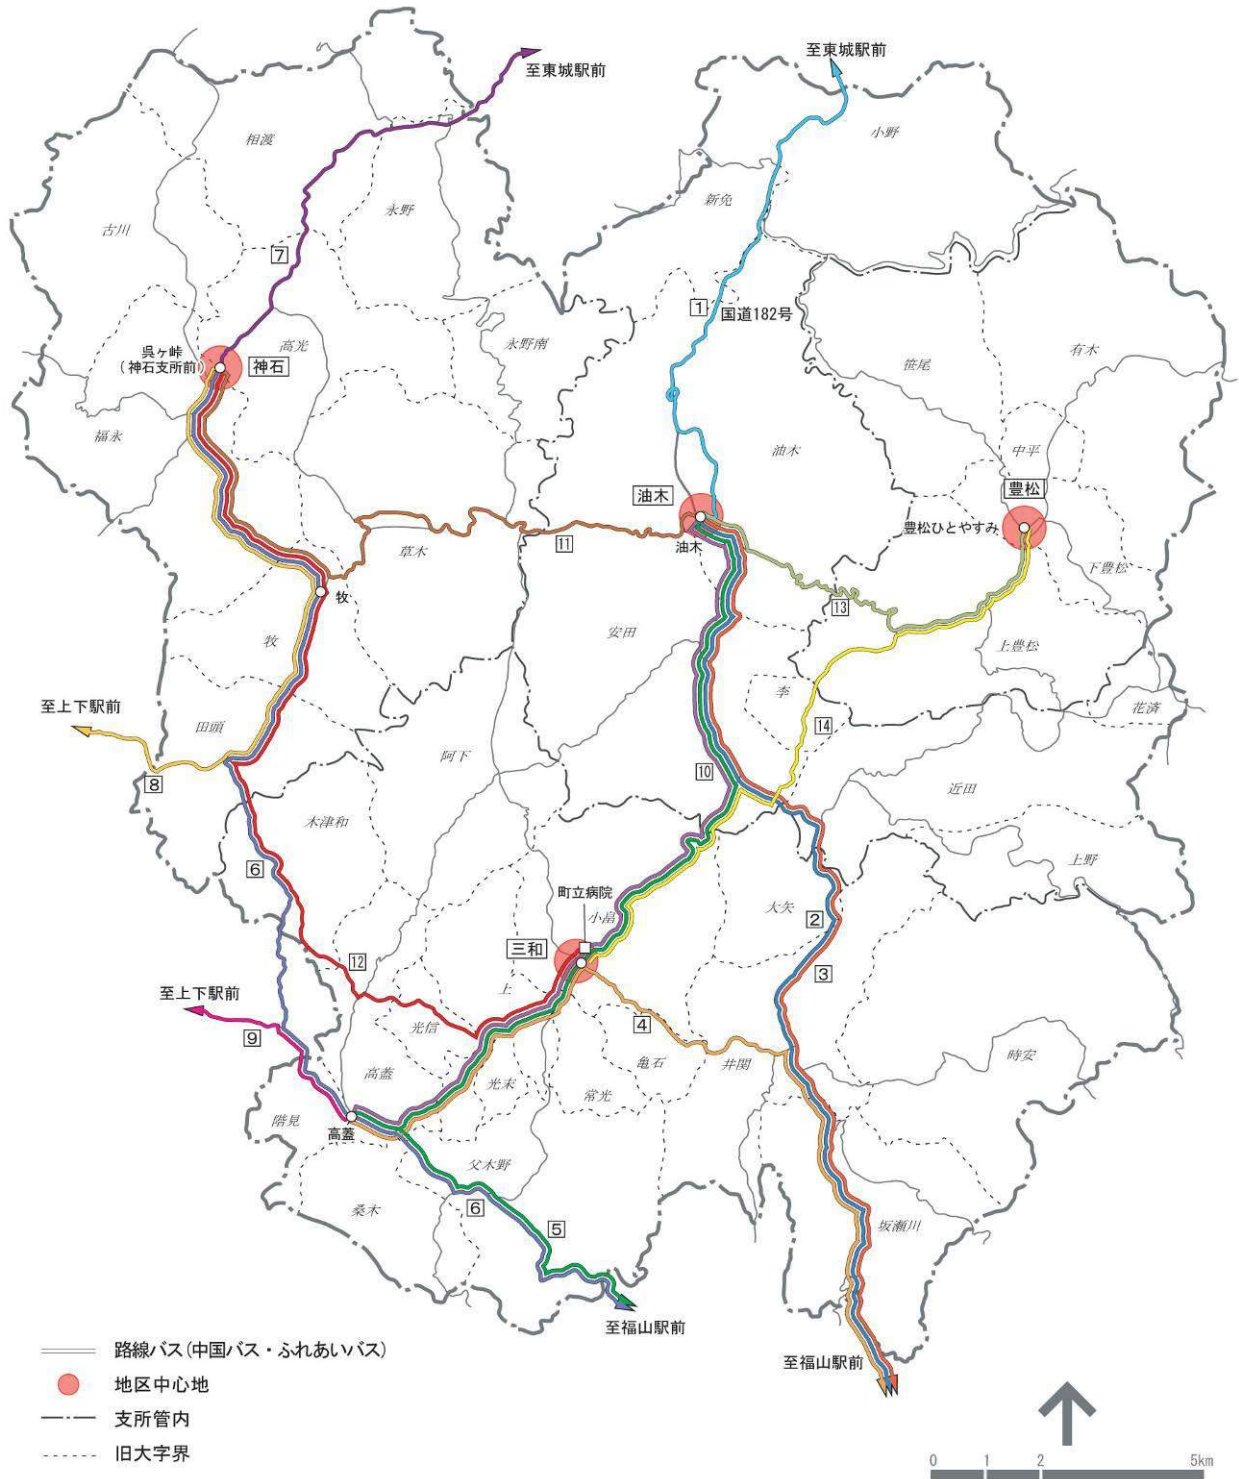 至東城駅前
至東城駅前
小野
相渡
新免
永野
古川
7
1
国道182号
呉ヶ峠
(神石支所前)
神石
高光
永野南
笹尾
有木
福永
油木
中平
油木
豊松
豊松ひとやすみ
油木
草木
11
下豊松
牧
13
安田
上豊松
牧
李
花済
至上下駅前
田頭
14
阿下
8
10
近田
木津和
上野
6
町立病院
小畠
大矢
2
三和
12
3
上
至上下駅前
9
光信
4
亀石
井関
時安
高蓋
光末
常光
階見
高蓋
父木野
桑木
6
5
坂瀬川
至福山駅前
至福山駅前
路線バス(中国バス・ふれあいバス)
地区中心地
支所管内
旧大字界
0 1 2 5km